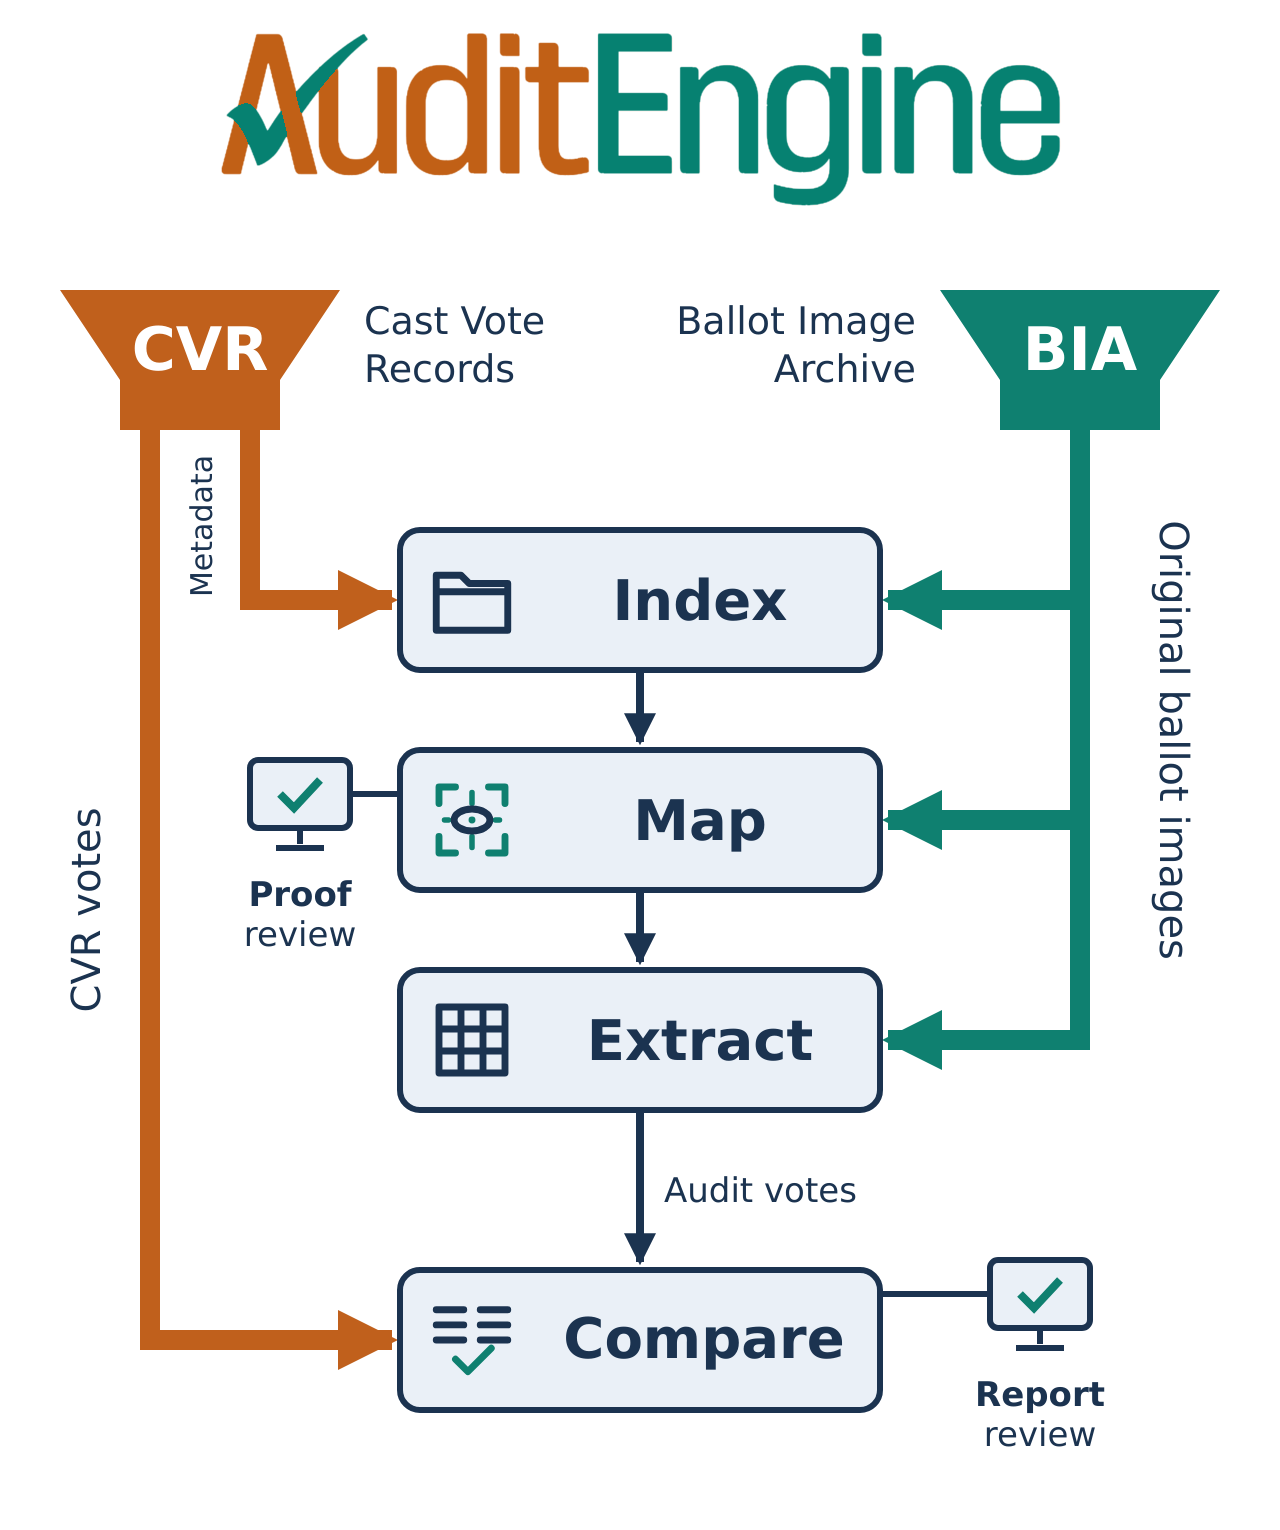 AuditEngine
CVR
Cast Vote
Records
Ballot Image
Archive
BIA
Metadata
Original ballot images
Index
Map
Proof
review
CVR votes
Extract
Audit votes
Compare
Report
review